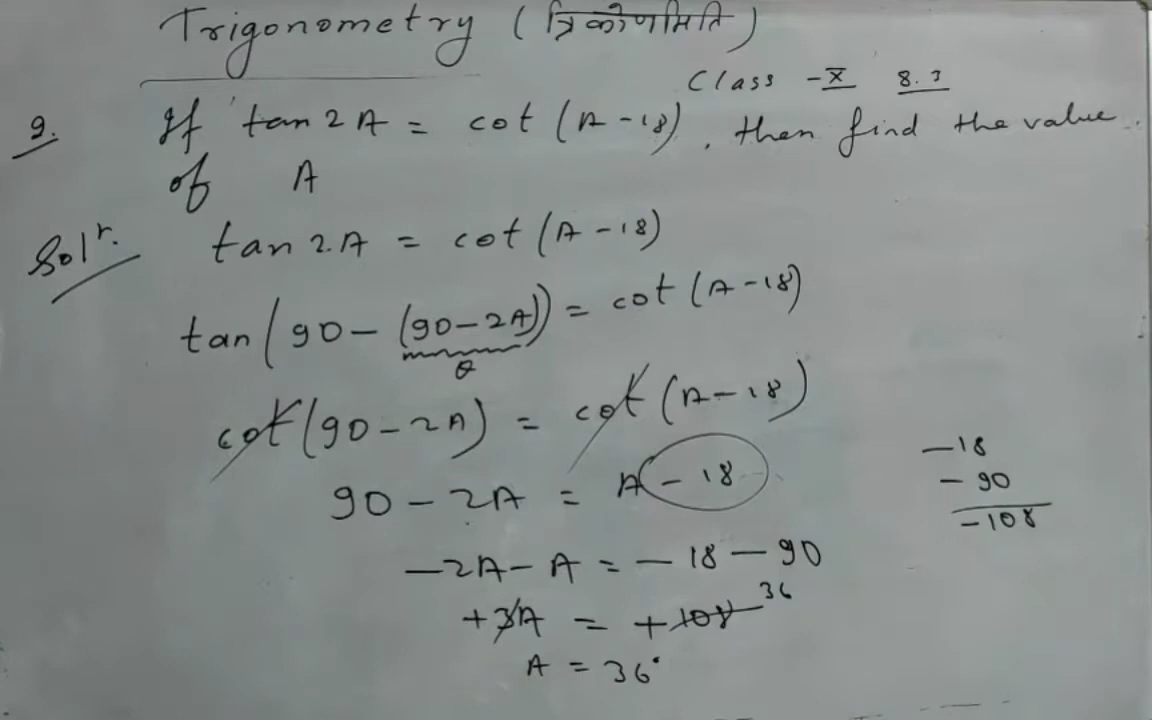 Trigonometry (त्रिकोणमिति)
Class - X 8.3
9. If tan 2A = cot (A - 18), then find the value
of A
Solⁿ. tan 2A = cot (A - 18)
tan (90 - (90 - 2A)) = cot (A - 18)
θ
cot (90 - 2A) = cot (A - 18)
90 - 2A = A - 18
-18
- 90
-108
-2A - A = - 18 - 90
+3A = +108 36
A = 36°